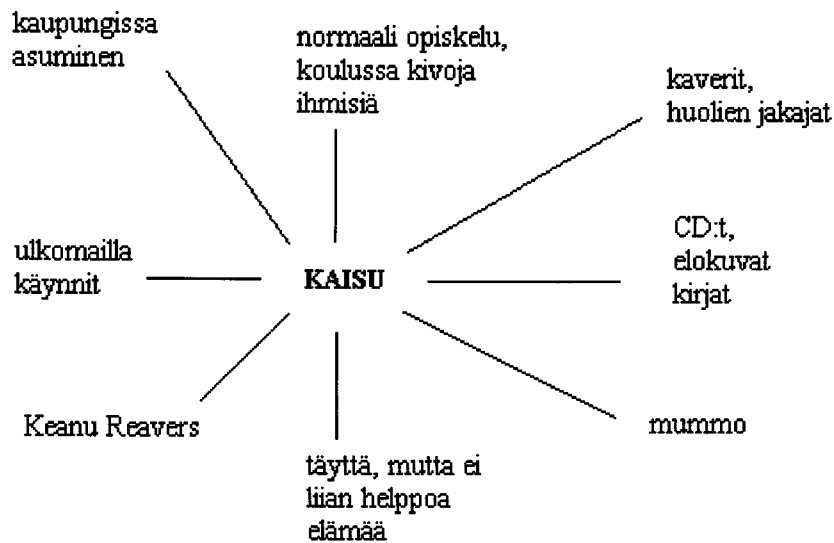 kaupungissa
asuminen
normaali opiskelu,
koulussa kivoja
ihmisiä
kaverit,
huolien jakajat
ulkomailla
käynnit
KAISU
CD:t,
elokuvat
kirjat
Keanu Reavers
mummo
täyttä, mutta ei
liian helppoa
elämää